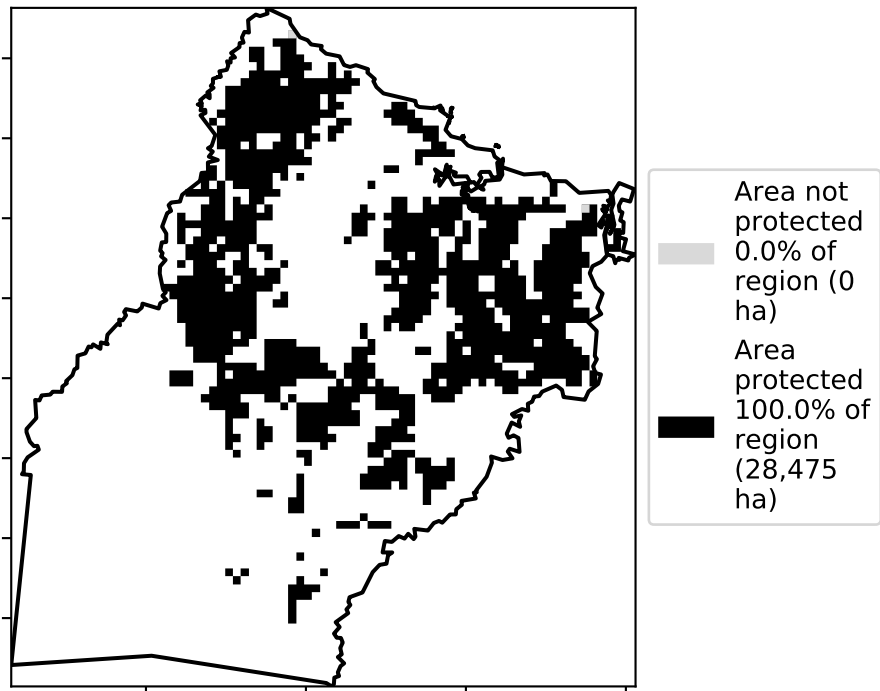 Area not
protected
0.0% of
region (0
ha)
Area
protected
100.0% of
region
(28,475
ha)